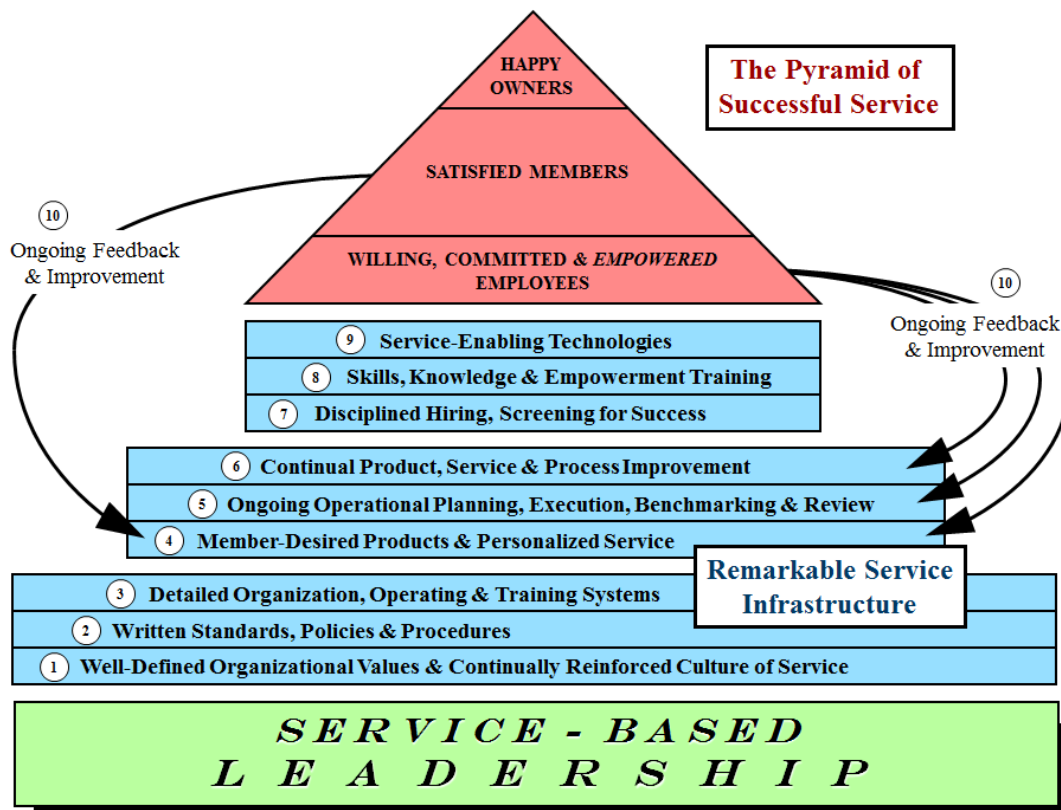 The Pyramid of
Successful Service
HAPPY
OWNERS
SATISFIED MEMBERS
WILLING, COMMITTED & EMPOWERED
EMPLOYEES
10
Ongoing Feedback
& Improvement
10
Ongoing Feedback
& Improvement
9 Service-Enabling Technologies
8 Skills, Knowledge & Empowerment Training
7 Disciplined Hiring, Screening for Success
6 Continual Product, Service & Process Improvement
5 Ongoing Operational Planning, Execution, Benchmarking & Review
4 Member-Desired Products & Personalized Service
Remarkable Service
Infrastructure
3 Detailed Organization, Operating & Training Systems
2 Written Standards, Policies & Procedures
1 Well-Defined Organizational Values & Continually Reinforced Culture of Service
SERVICE - BASED
LEADERSHIP